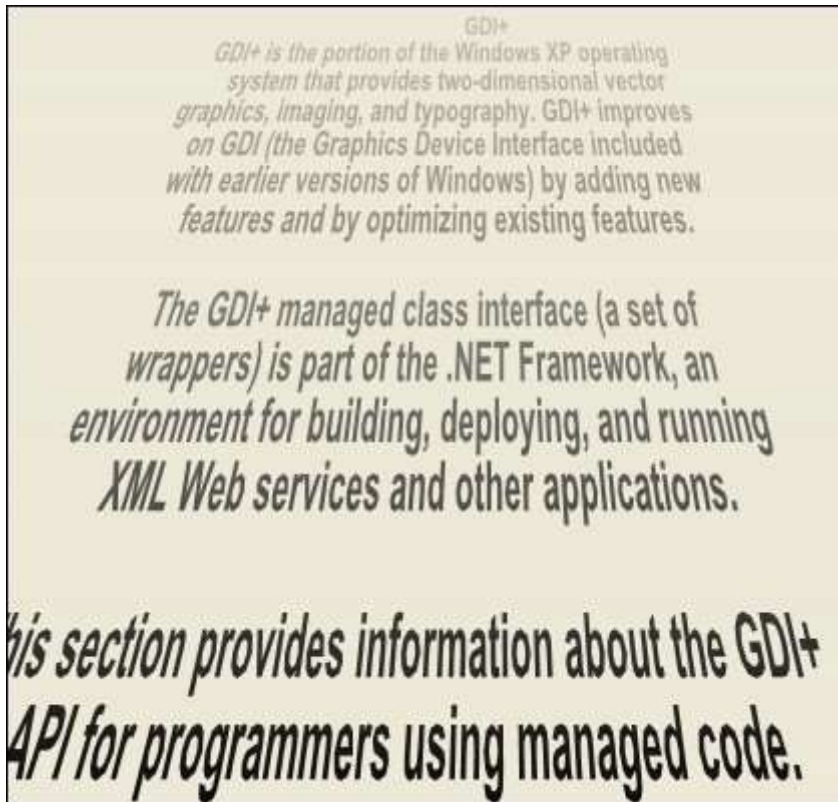 GDI+
GDI+ is the portion of the Windows XP operating
system that provides two-dimensional vector
graphics, imaging, and typography. GDI+ improves
on GDI (the Graphics Device Interface included
with earlier versions of Windows) by adding new
features and by optimizing existing features.
The GDI+ managed class interface (a set of
wrappers) is part of the .NET Framework, an
environment for building, deploying, and running
XML Web services and other applications.
his section provides information about the GDI+
API for programmers using managed code.